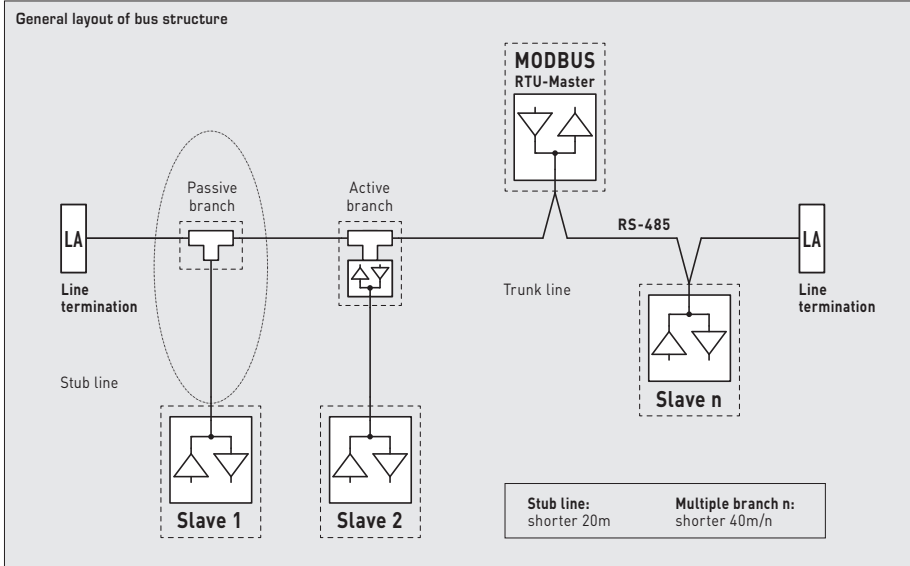 General layout of bus structure
MODBUS
RTU-Master
Passive
branch
Active
branch
LA
RS-485
LA
Line
termination
Trunk line
Line
termination
Stub line
Slave n
Slave 1
Slave 2
Stub line:
shorter 20m
Multiple branch n:
shorter 40m/n